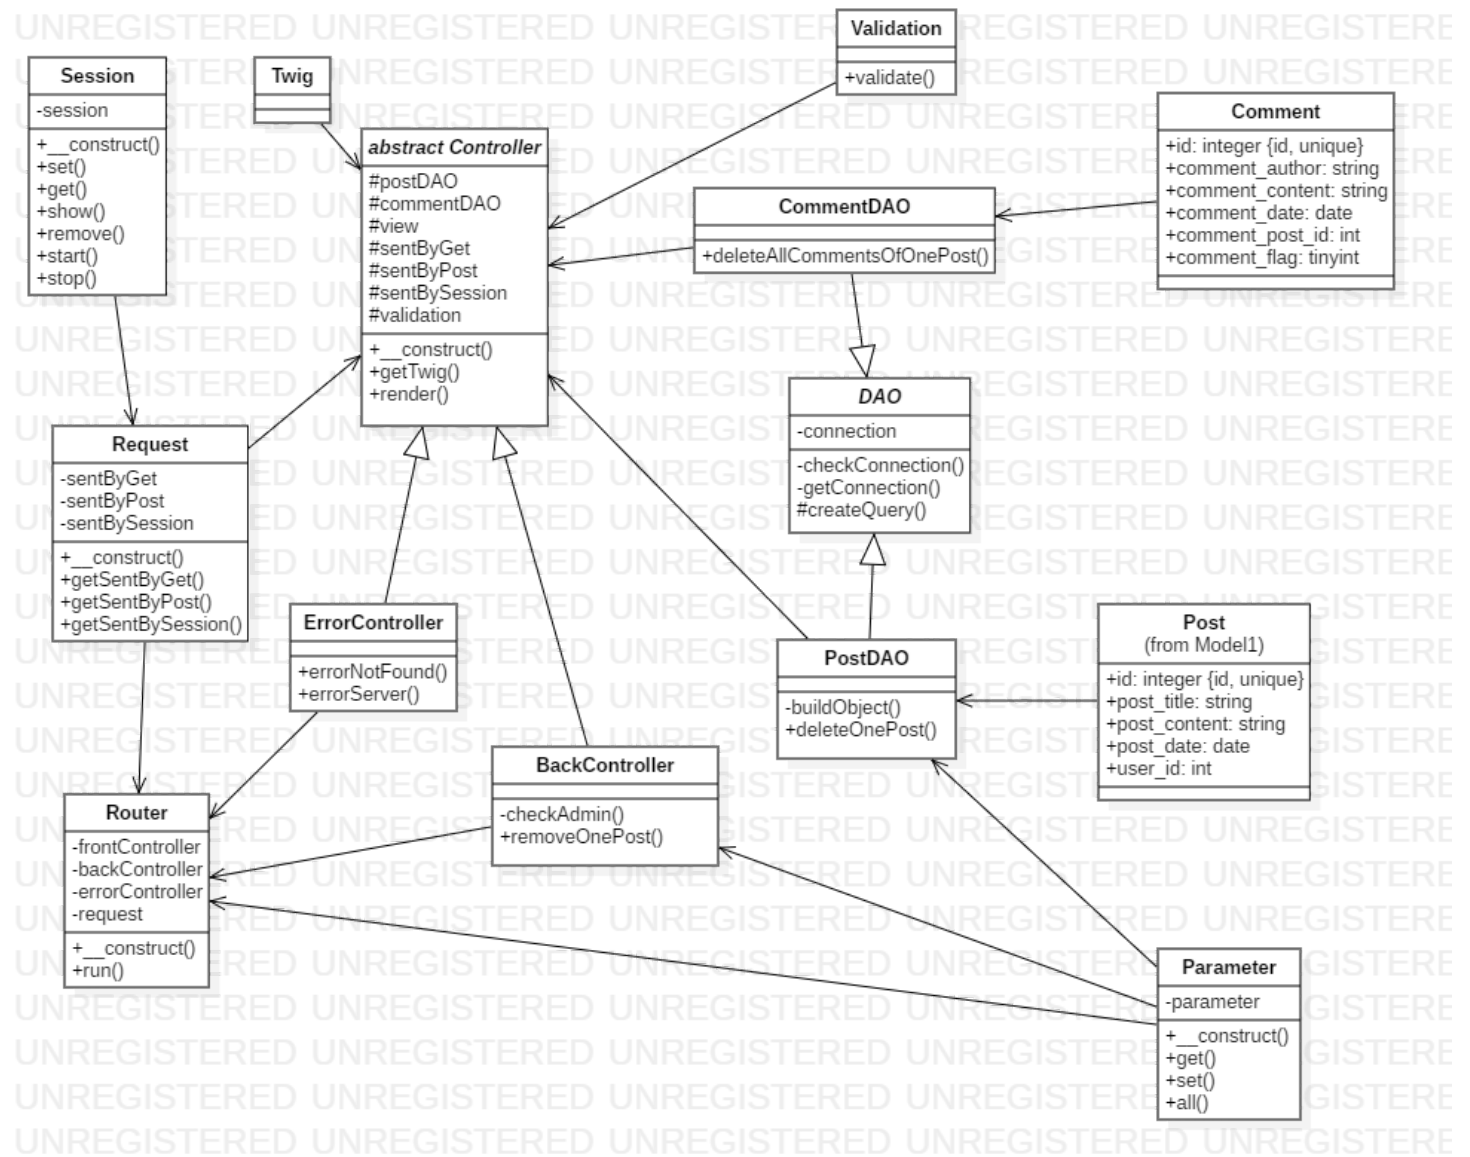 Session
-session
+__construct()
+set()
+get()
+show()
+remove()
+start()
+stop()
Twig
abstract Controller
#postDAO
#commentDAO
#view
#sentByGet
#sentByPost
#sentBySession
#validation
+__construct()
+getTwig()
+render()
Validation
+validate()
Comment
+id: integer {id, unique}
+comment_author: string
+comment_content: string
+comment_date: date
+comment_post_id: int
+comment_flag: tinyint
CommentDAO
+deleteAllCommentsOfOnePost()
DAO
-connection
-checkConnection()
-getConnection()
#createQuery()
Request
-sentByGet
-sentByPost
-sentBySession
+__construct()
+getSentByGet()
+getSentByPost()
+getSentBySession()
ErrorController
+errorNotFound()
+errorServer()
PostDAO
-buildObject()
+deleteOnePost()
Post
(from Model1)
+id: integer {id, unique}
+post_title: string
+post_content: string
+post_date: date
+user_id: int
BackController
-checkAdmin()
+removeOnePost()
Router
-frontController
-backController
-errorController
-request
+__construct()
+run()
Parameter
-parameter
+__construct()
+get()
+set()
+all()
UNREGISTERED UNREGISTERED UNREGISTERED UNREGISTERED